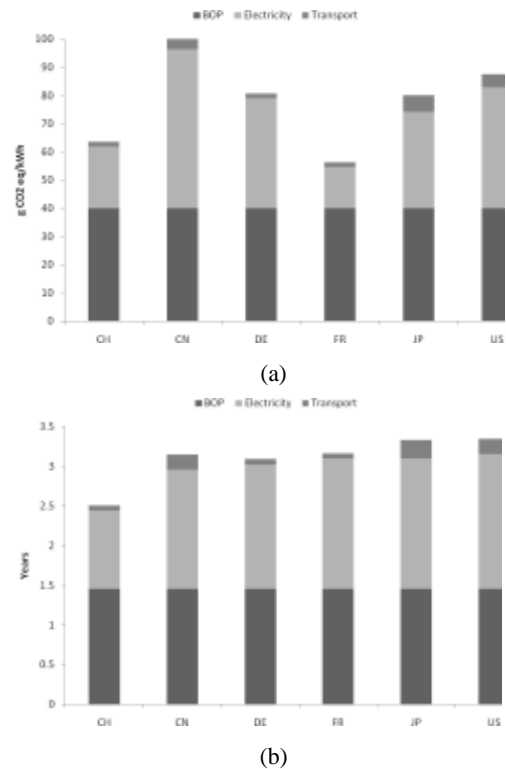 BOP Electricity Transport
100
90
80
70
60
50
40
30
20
10
0
g CO2-eq/kWh
CH CN DE FR JP US
(a)
BOP Electricity Transport
3.5
3
2.5
2
1.5
1
0.5
0
Years
CH CN DE FR JP US
(b)